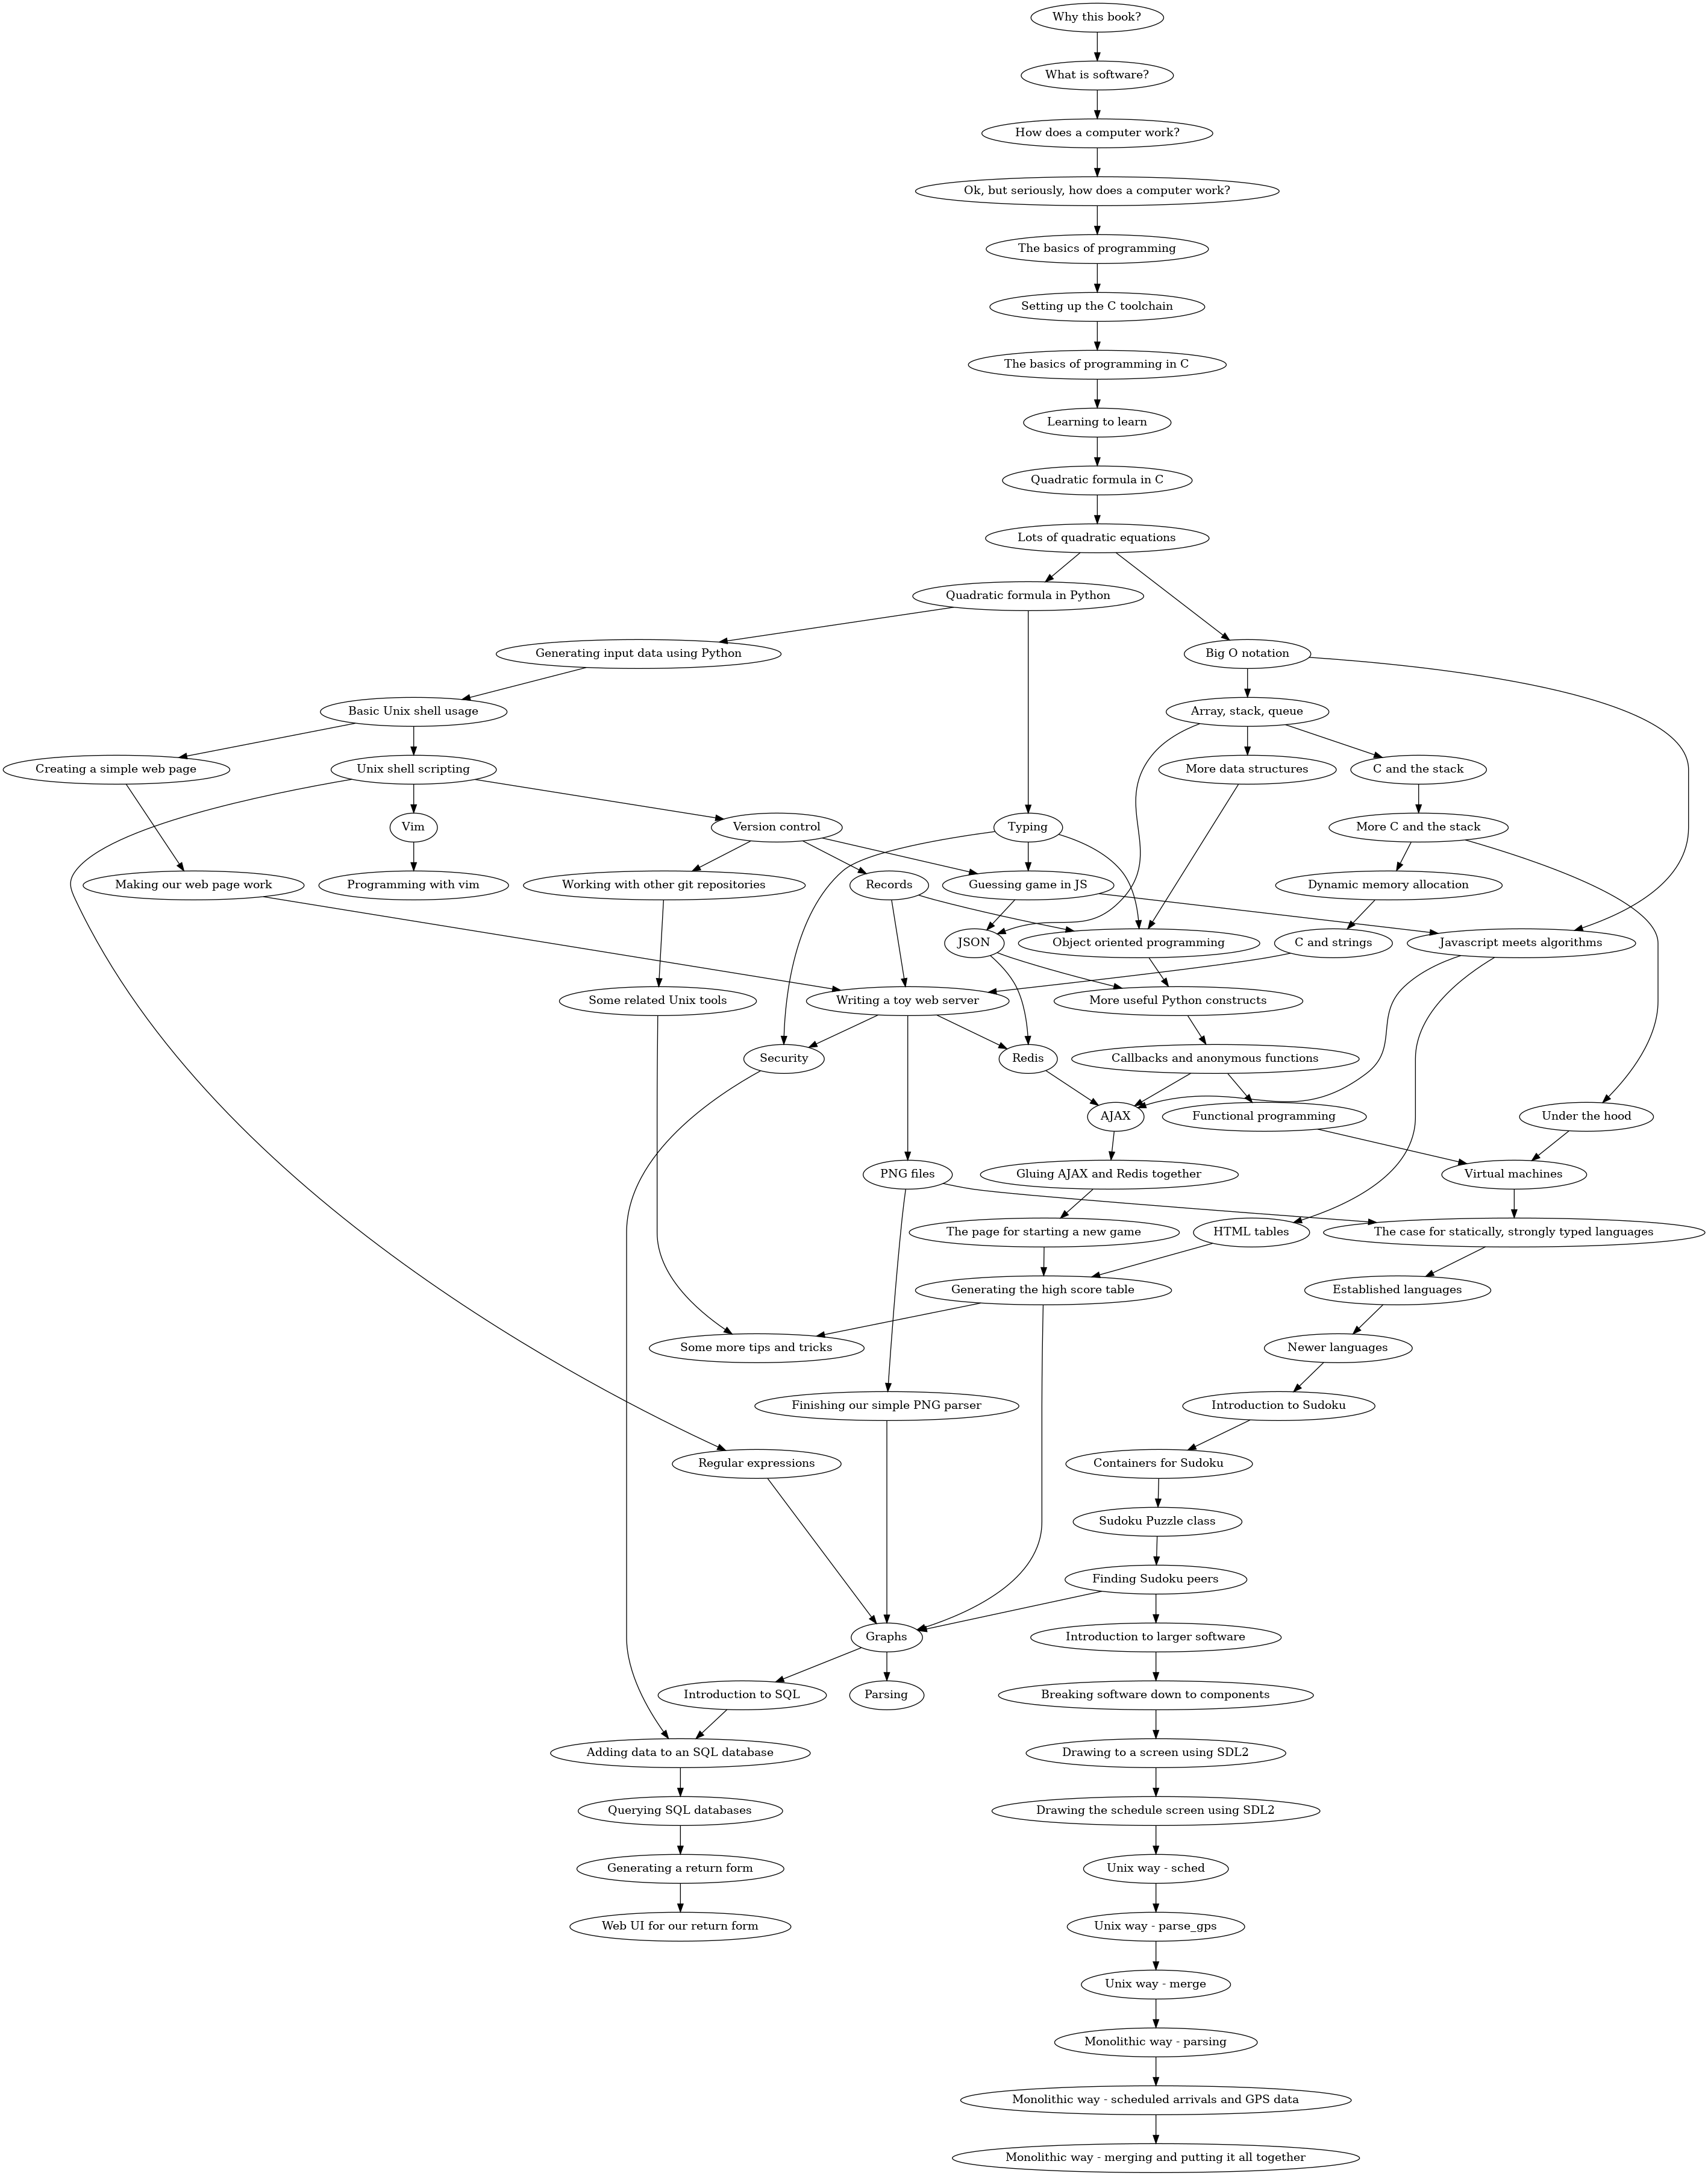 Why this book?
What is software?
How does a computer work?
Ok, but seriously, how does a computer work?
The basics of programming
Setting up the C toolchain
The basics of programming in C
Learning to learn
Quadratic formula in C
Lots of quadratic equations
Quadratic formula in Python
Generating input data using Python
Big O notation
Basic Unix shell usage
Array, stack, queue
Creating a simple web page
Unix shell scripting
More data structures
C and the stack
Vim
Version control
Typing
More C and the stack
Making our web page work
Programming with vim
Working with other git repositories
Records
Guessing game in JS
Dynamic memory allocation
JSON
Object oriented programming
C and strings
Javascript meets algorithms
Some related Unix tools
Writing a toy web server
More useful Python constructs
Security
Redis
Callbacks and anonymous functions
AJAX
Functional programming
Under the hood
PNG files
Gluing AJAX and Redis together
Virtual machines
The page for starting a new game
HTML tables
The case for statically, strongly typed languages
Generating the high score table
Established languages
Some more tips and tricks
Newer languages
Finishing our simple PNG parser
Introduction to Sudoku
Regular expressions
Containers for Sudoku
Sudoku Puzzle class
Finding Sudoku peers
Graphs
Introduction to larger software
Introduction to SQL
Parsing
Breaking software down to components
Adding data to an SQL database
Drawing to a screen using SDL2
Querying SQL databases
Drawing the schedule screen using SDL2
Generating a return form
Unix way - sched
Web UI for our return form
Unix way - parse_gps
Unix way - merge
Monolithic way - parsing
Monolithic way - scheduled arrivals and GPS data
Monolithic way - merging and putting it all together